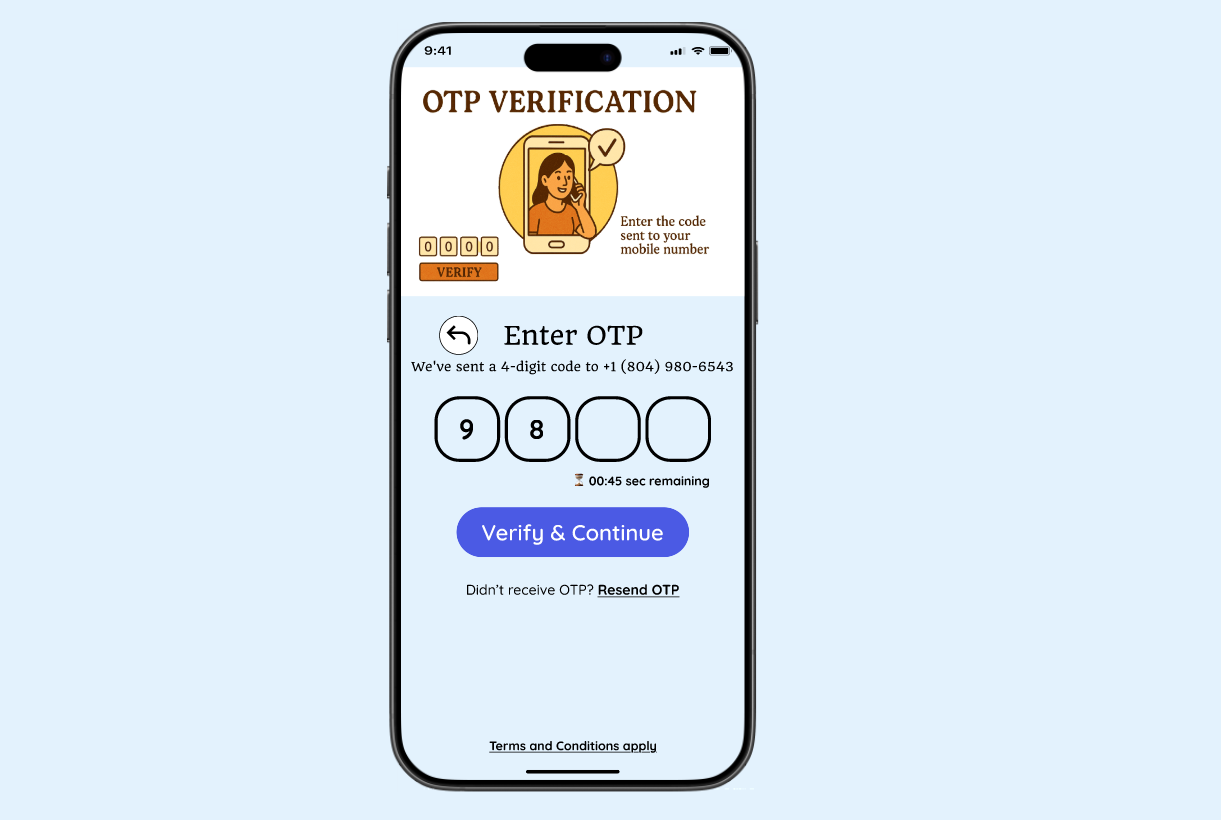 9:41
OTP VERIFICATION
Enter the code
sent to your
mobile number
0 0 0 0
VERIFY
Enter OTP
We've sent a 4-digit code to +1 (804) 980-6543
9 8
⏳ 00:45 sec remaining
Verify & Continue
Didn't receive OTP? Resend OTP
Terms and Conditions apply